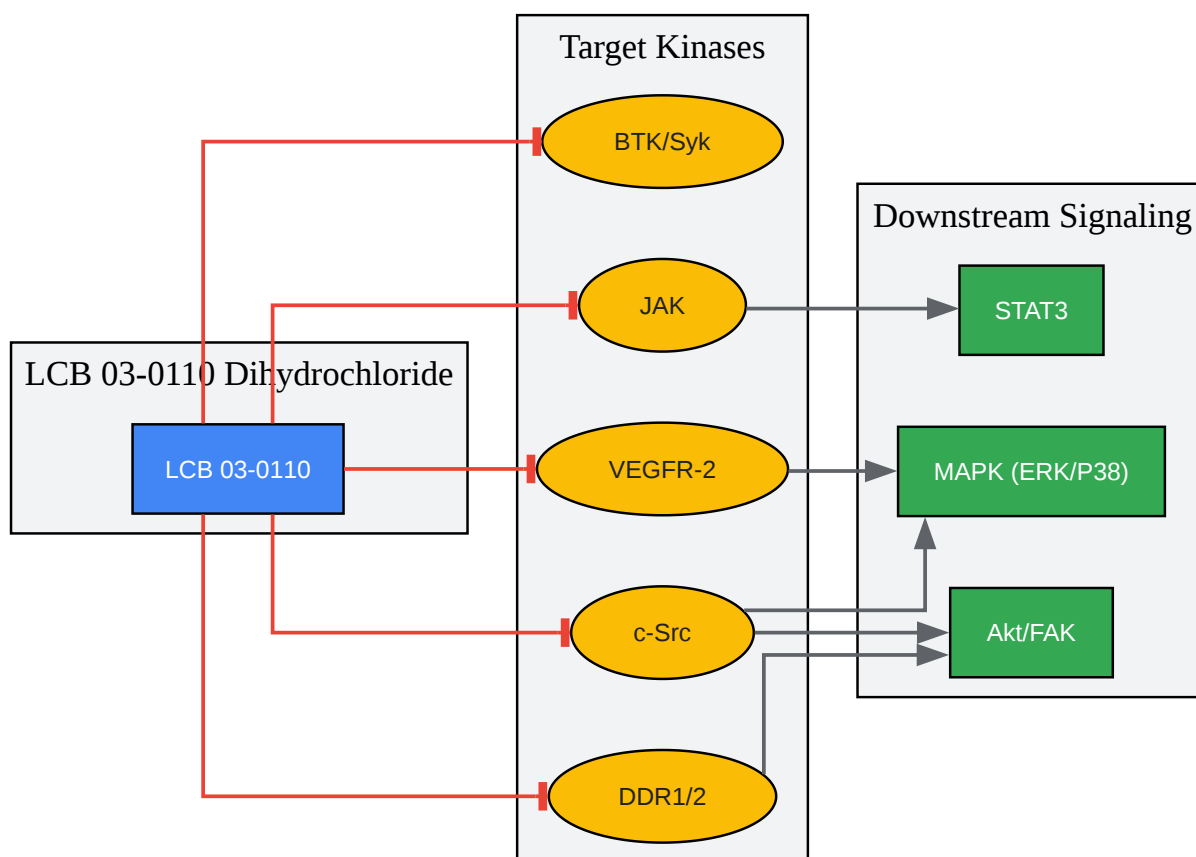 Target Kinases
BTK/Syk
Downstream Signaling
JAK
STAT3
LCB 03-0110 Dihydrochloride
LCB 03-0110
VEGFR-2
MAPK (ERK/P38)
c-Src
Akt/FAK
DDR1/2